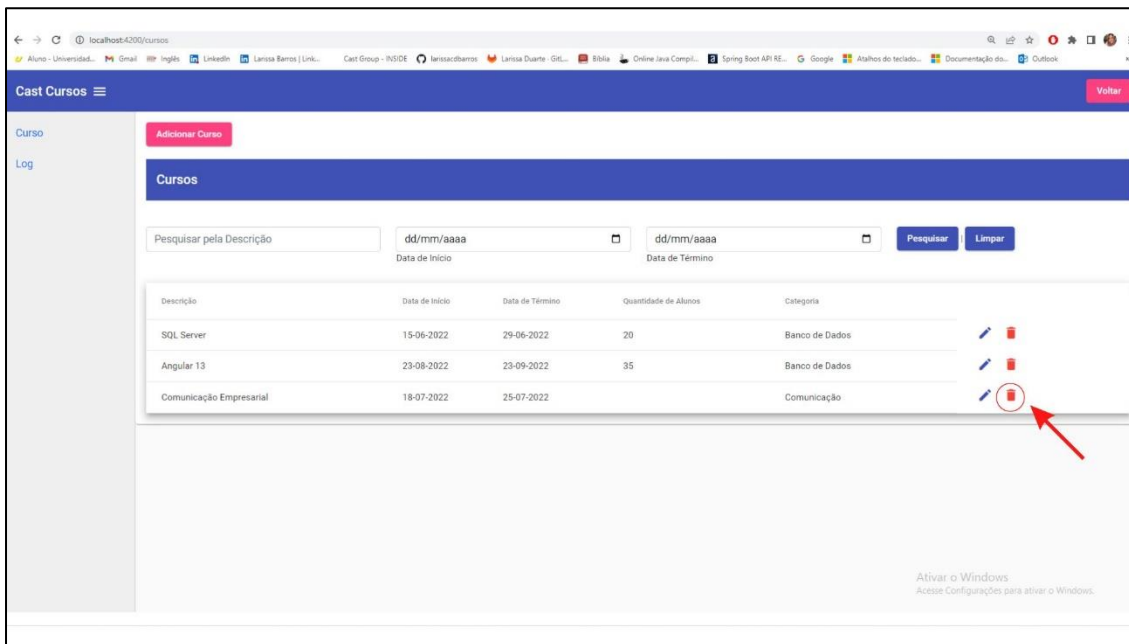 localhost:4200/cursos
Aluno - Universidad... Gmail Inglês LinkedIn Larissa Barros | Link... Cast Group - INSIDE larissacdbarros Larissa Duarte · GitL... Bíblia Online Java Compil... Spring Boot API RE... Google Atalhos do teclado... Documentação do... Outlook
Cast Cursos Voltar
Curso Adicionar Curso
Log
Cursos
Pesquisar pela Descrição dd/mm/aaaa dd/mm/aaaa Pesquisar | Limpar
Data de Início Data de Término
Descrição Data de Início Data de Término Quantidade de Alunos Categoria
SQL Server 15-06-2022 29-06-2022 20 Banco de Dados
Angular 13 23-08-2022 23-09-2022 35 Banco de Dados
Comunicação Empresarial 18-07-2022 25-07-2022 Comunicação
Ativar o Windows
Acesse Configurações para ativar o Windows.